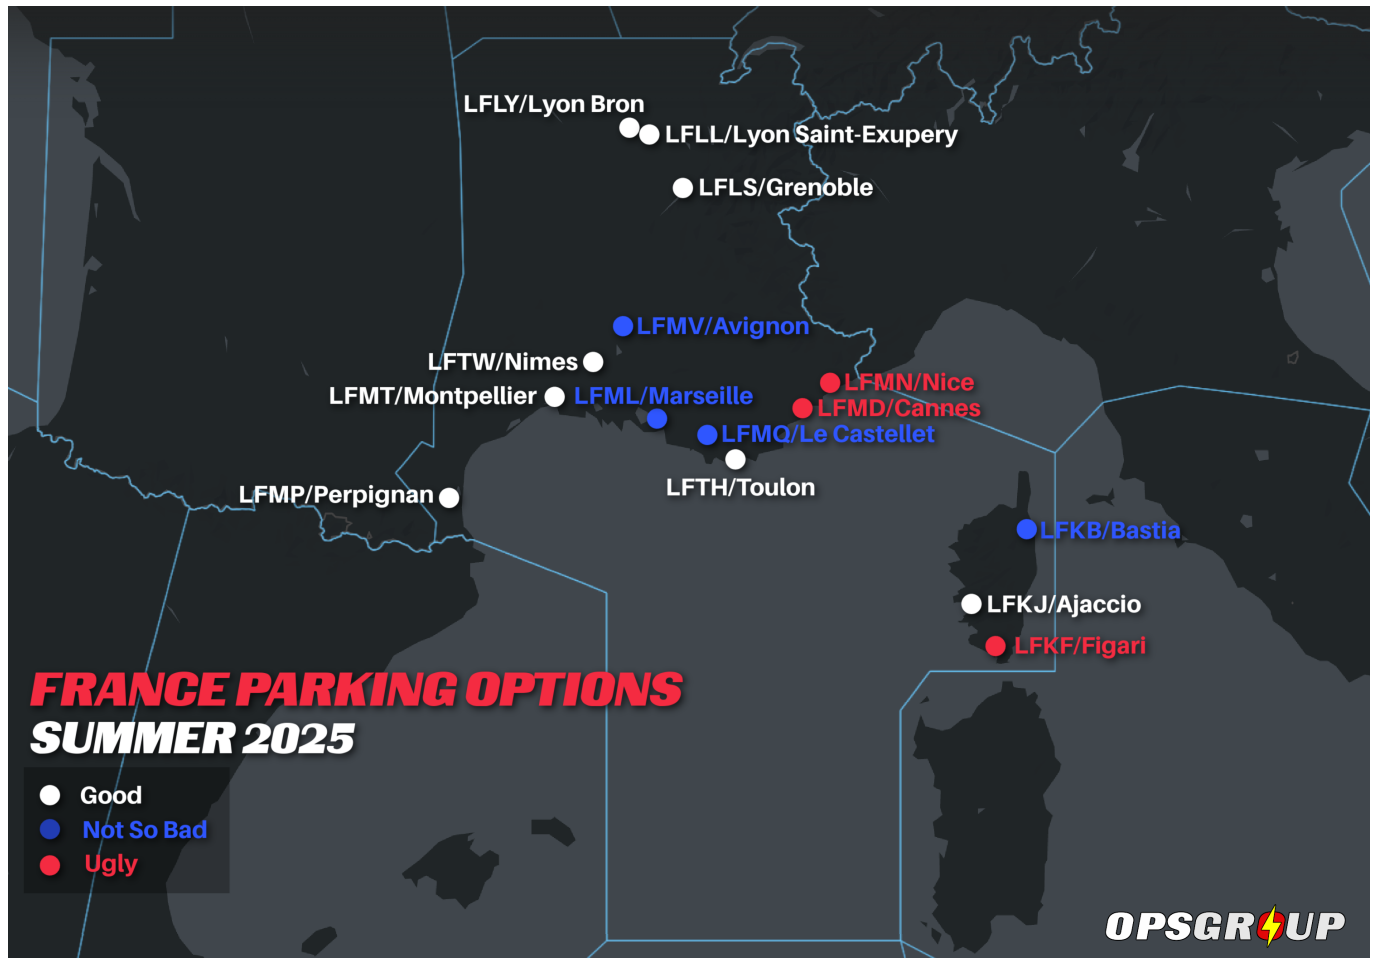 LFLY/Lyon Bron
LFLL/Lyon Saint-Exupery
LFLS/Grenoble
LFMV/Avignon
LFTW/Nimes
LFMT/Montpellier
LFML/Marseille
LFMN/Nice
LFMD/Cannes
LFMQ/Le Castellet
LFTH/Toulon
LFMP/Perpignan
LFKB/Bastia
LFKJ/Ajaccio
LFKF/Figari
FRANCE PARKING OPTIONS
SUMMER 2025
Good
Not So Bad
Ugly
OPSGROUP